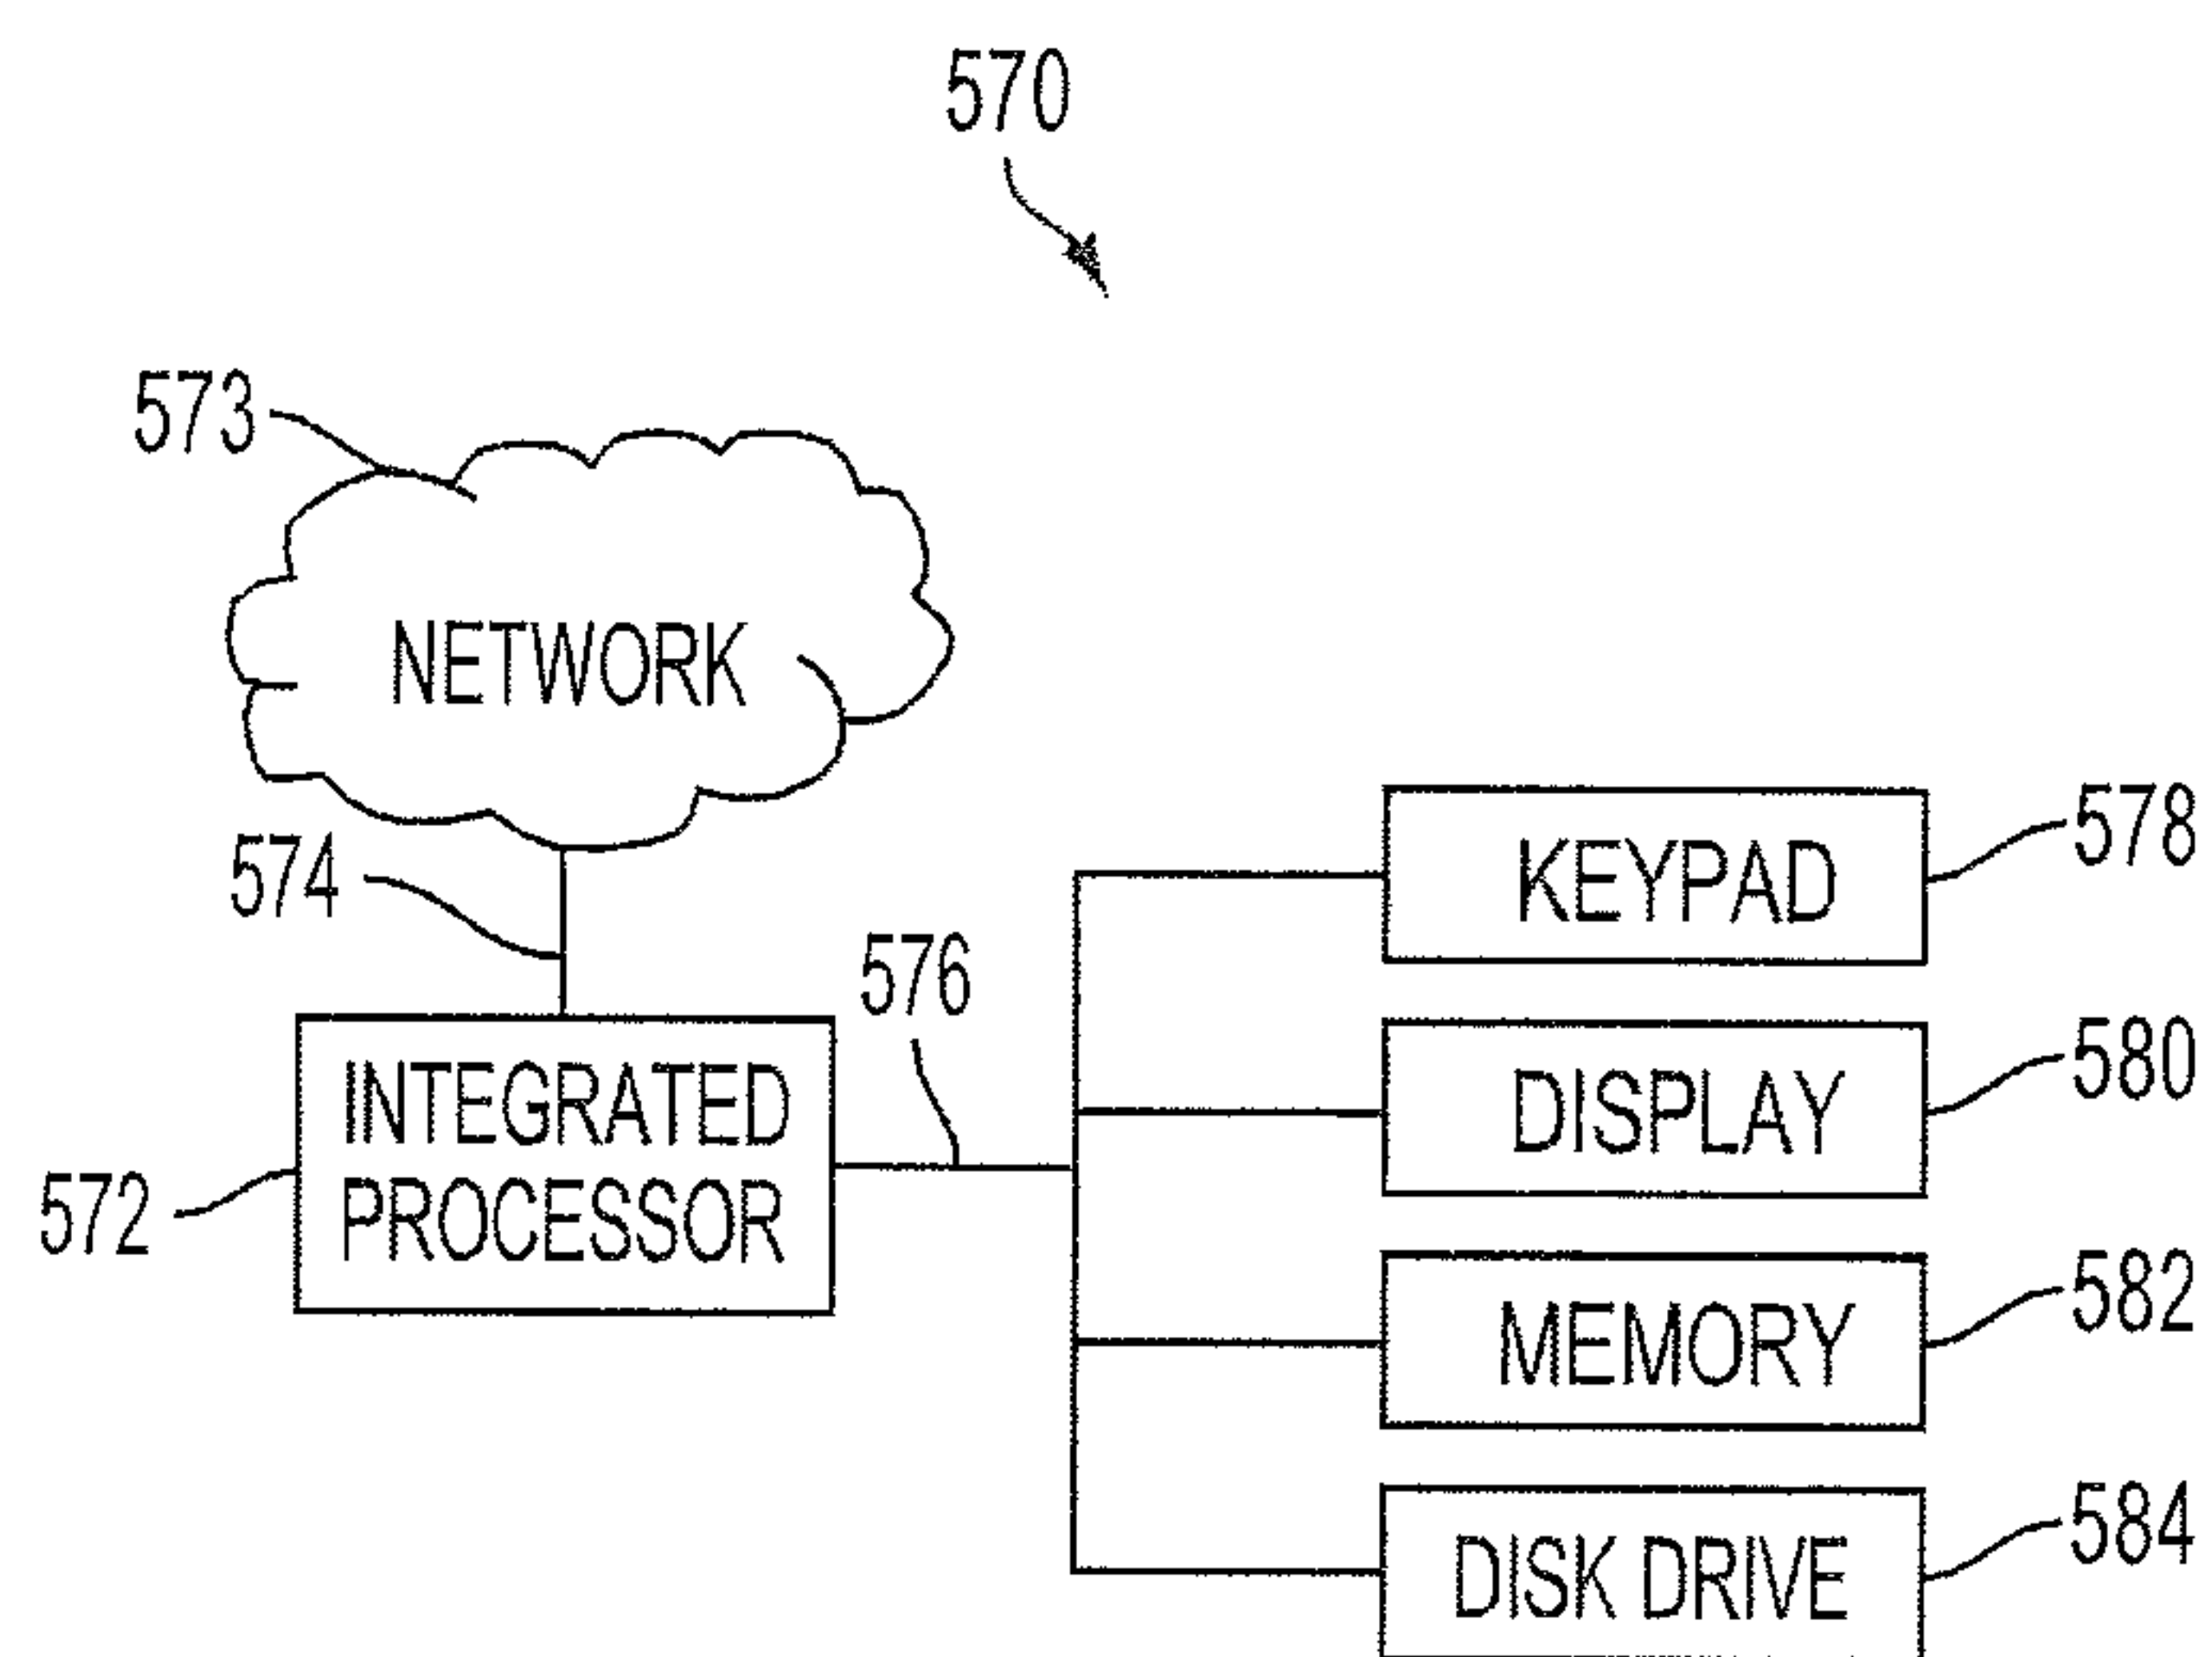 570
573
NETWORK
574
576
KEYPAD
578
INTEGRATED
PROCESSOR
572
DISPLAY
580
MEMORY
582
DISK DRIVE
584